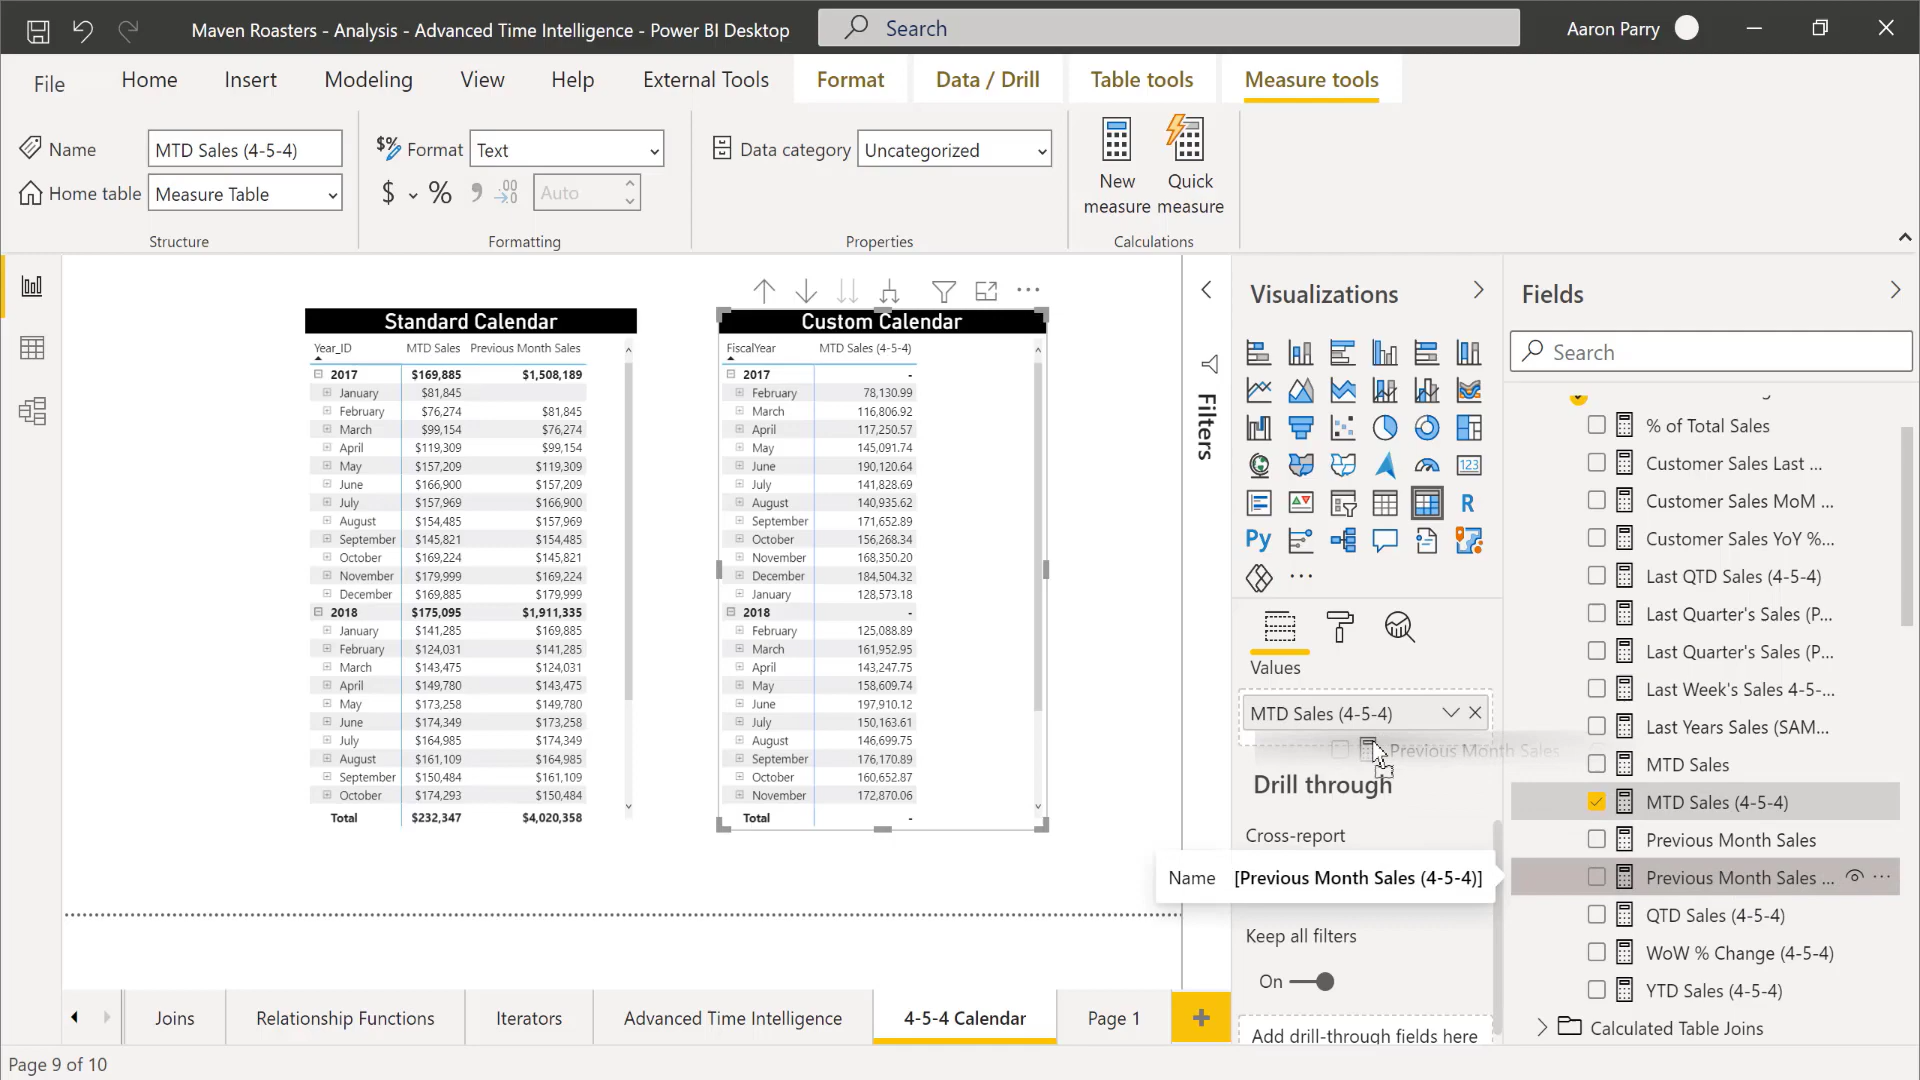 Maven Roasters - Analysis - Advanced Time Intelligence - Power BI Desktop
Search
Aaron Parry
File
Home
Insert
Modeling
View
Help
External Tools
Format
Data / Drill
Table tools
Measure tools
Name
MTD Sales (4-5-4)
Home table
Measure Table
Structure
$% Format
Text
$ % , .00
Auto
Formatting
Data category
Uncategorized
Properties
New measure
Quick measure
Calculations
Standard Calendar
Year_ID MTD Sales Previous Month Sales
2017 $169,885 $1,508,189
January $81,845
February $76,274 $81,845
March $99,154 $76,274
April $119,309 $99,154
May $157,209 $119,309
June $166,900 $157,209
July $157,969 $166,900
August $154,485 $157,969
September $145,821 $154,485
October $169,224 $145,821
November $179,999 $169,224
December $169,885 $179,999
2018 $175,095 $1,911,335
January $141,285 $169,885
February $124,031 $141,285
March $143,475 $124,031
April $149,780 $143,475
May $173,258 $149,780
June $174,349 $173,258
July $164,985 $174,349
August $161,109 $164,985
September $150,484 $161,109
October $174,293 $150,484
Total $232,347 $4,020,358
Custom Calendar
FiscalYear MTD Sales (4-5-4)
2017 -
February 78,130.99
March 116,806.92
April 117,250.57
May 145,091.74
June 190,120.64
July 141,828.69
August 140,935.62
September 171,652.89
October 156,268.34
November 168,350.20
December 184,504.32
January 128,573.18
2018 -
February 125,088.89
March 161,952.95
April 143,247.75
May 158,609.74
June 197,910.12
July 150,163.61
August 146,699.75
September 176,170.89
October 160,652.87
November 172,870.06
Total -
Filters
Visualizations
123
R
Py
Values
MTD Sales (4-5-4)
Previous Month Sales
Drill through
Cross-report
Name [Previous Month Sales (4-5-4)]
Keep all filters
On
Add drill-through fields here
Fields
Search
% of Total Sales
Customer Sales Last ...
Customer Sales MoM ...
Customer Sales YoY %...
Last QTD Sales (4-5-4)
Last Quarter's Sales (P...
Last Quarter's Sales (P...
Last Week's Sales 4-5-...
Last Years Sales (SAM...
MTD Sales
MTD Sales (4-5-4)
Previous Month Sales
Previous Month Sales ...
QTD Sales (4-5-4)
WoW % Change (4-5-4)
YTD Sales (4-5-4)
Calculated Table Joins
Joins
Relationship Functions
Iterators
Advanced Time Intelligence
4-5-4 Calendar
Page 1
Page 9 of 10